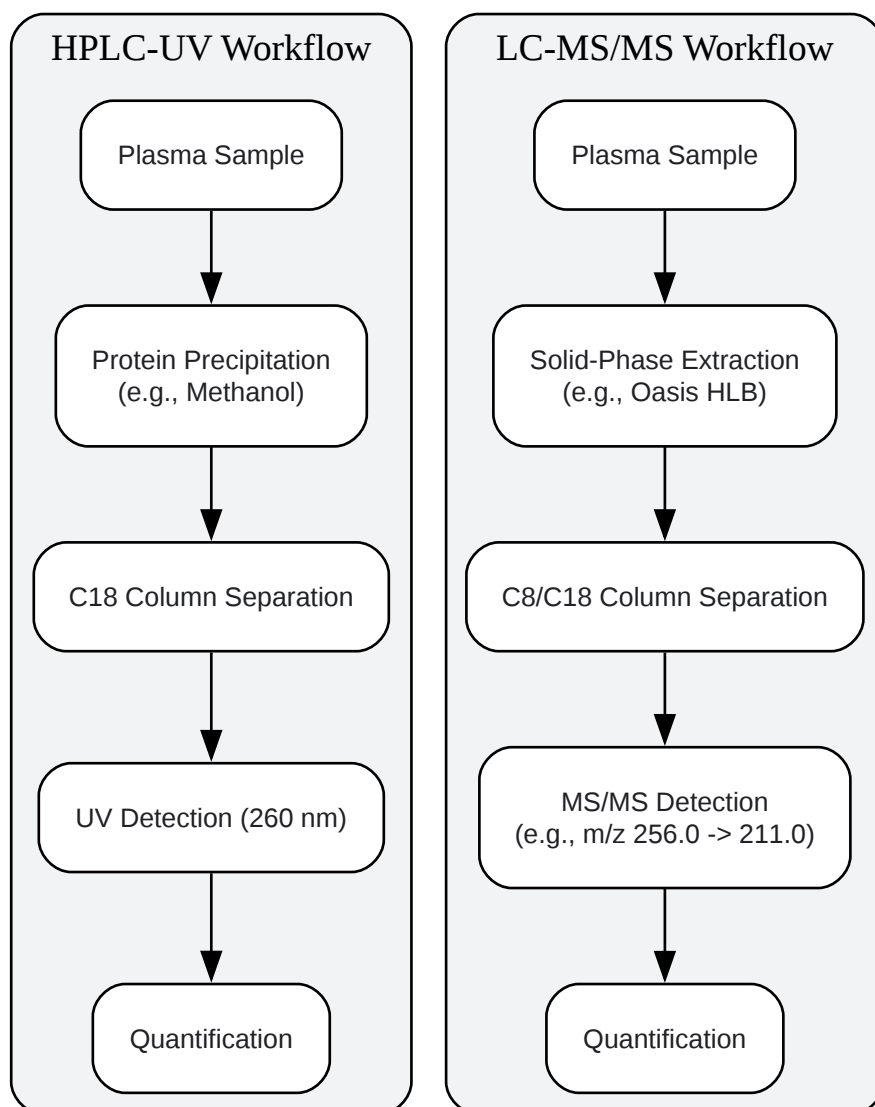 HPLC-UV Workflow
Plasma Sample
Protein Precipitation
(e.g., Methanol)
C18 Column Separation
UV Detection (260 nm)
Quantification
LC-MS/MS Workflow
Plasma Sample
Solid-Phase Extraction
(e.g., Oasis HLB)
C8/C18 Column Separation
MS/MS Detection
(e.g., m/z 256.0 -> 211.0)
Quantification